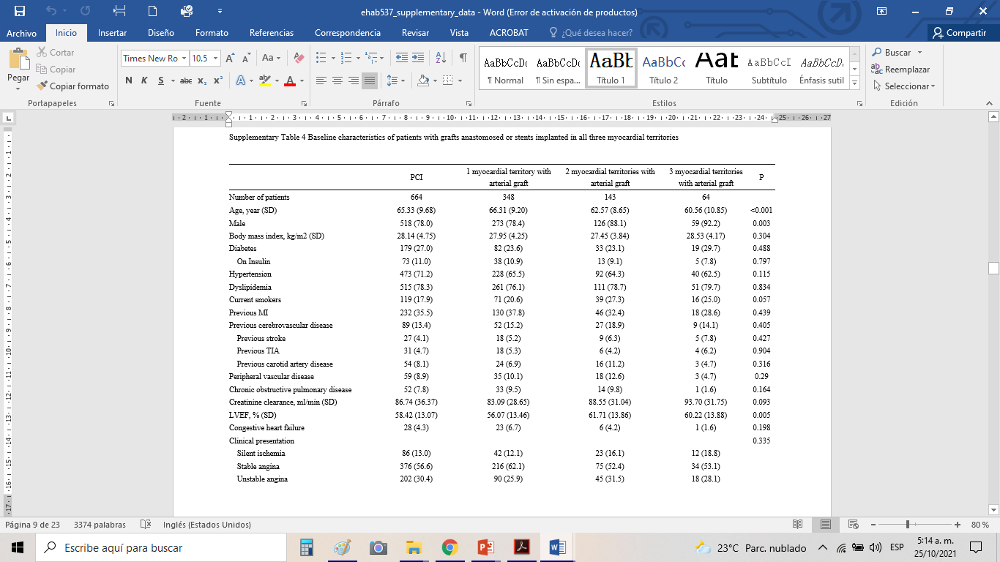 ehab537_supplementary_data - Word (Error de activación de productos)
Archivo Inicio Insertar Diseño Formato Referencias Correspondencia Revisar Vista ACROBAT ¿Qué desea hacer? Compartir
Pegar
Cortar
Copiar
Copiar formato
Portapapeles
Times New Ro 10.5
N K S abc x₂ x²
Fuente
Párrafo
AaBbCcDc AaBbCcDc AaBb AaBbCc AaB AaBbCcD AaBbCcDc
¶ Normal ¶ Sin espa... Título 1 Título 2 Título Subtítulo Énfasis sutil
Estilos
Buscar
Reemplazar
Seleccionar
Edición
Supplementary Table 4 Baseline characteristics of patients with grafts anastomosed or stents implanted in all three myocardial territories
PCI 1 myocardial territory with arterial graft 2 myocardial territories with arterial graft 3 myocardial territories with arterial graft P
Number of patients 664 348 143 64
Age, year (SD) 65.33 (9.68) 66.31 (9.20) 62.57 (8.65) 60.56 (10.85) <0.001
Male 518 (78.0) 273 (78.4) 126 (88.1) 59 (92.2) 0.003
Body mass index, kg/m2 (SD) 28.14 (4.75) 27.95 (4.25) 27.45 (3.84) 28.53 (4.17) 0.304
Diabetes 179 (27.0) 82 (23.6) 33 (23.1) 19 (29.7) 0.488
On Insulin 73 (11.0) 38 (10.9) 13 (9.1) 5 (7.8) 0.797
Hypertension 473 (71.2) 228 (65.5) 92 (64.3) 40 (62.5) 0.115
Dyslipidemia 515 (78.3) 261 (76.1) 111 (78.7) 51 (79.7) 0.834
Current smokers 119 (17.9) 71 (20.6) 39 (27.3) 16 (25.0) 0.057
Previous MI 232 (35.5) 130 (37.8) 46 (32.4) 18 (28.6) 0.439
Previous cerebrovascular disease 89 (13.4) 52 (15.2) 27 (18.9) 9 (14.1) 0.405
Previous stroke 27 (4.1) 18 (5.2) 9 (6.3) 5 (7.8) 0.427
Previous TIA 31 (4.7) 18 (5.3) 6 (4.2) 4 (6.2) 0.904
Previous carotid artery disease 54 (8.1) 24 (6.9) 16 (11.2) 3 (4.7) 0.316
Peripheral vascular disease 59 (8.9) 35 (10.1) 18 (12.6) 3 (4.7) 0.29
Chronic obstructive pulmonary disease 52 (7.8) 33 (9.5) 14 (9.8) 1 (1.6) 0.164
Creatinine clearance, ml/min (SD) 86.74 (36.37) 83.09 (28.65) 88.55 (31.04) 93.70 (31.75) 0.093
LVEF, % (SD) 58.42 (13.07) 56.07 (13.46) 61.71 (13.86) 60.22 (13.88) 0.005
Congestive heart failure 28 (4.3) 23 (6.7) 6 (4.2) 1 (1.6) 0.198
Clinical presentation 0.335
Silent ischemia 86 (13.0) 42 (12.1) 23 (16.1) 12 (18.8)
Stable angina 376 (56.6) 216 (62.1) 75 (52.4) 34 (53.1)
Unstable angina 202 (30.4) 90 (25.9) 45 (31.5) 18 (28.1)
Página 9 de 23 3374 palabras Inglés (Estados Unidos) 80 %
Escribe aquí para buscar
23°C Parc. nublado ESP 5:14 a. m.
25/10/2021